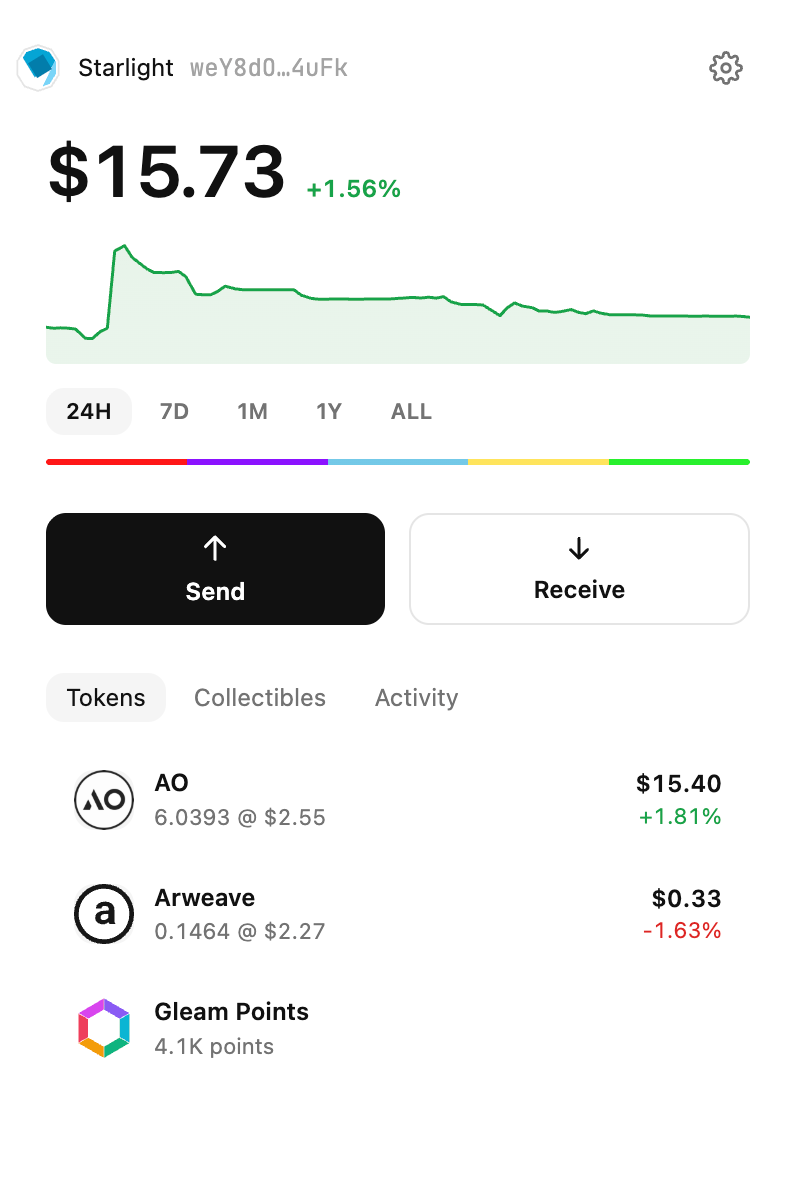 Starlight weY8dO…4uFk
$15.73 +1.56%
24H 7D 1M 1Y ALL
Send
Receive
Tokens Collectibles Activity
AO
6.0393 @ $2.55
$15.40
+1.81%
a
Arweave
0.1464 @ $2.27
$0.33
-1.63%
Gleam Points
4.1K points